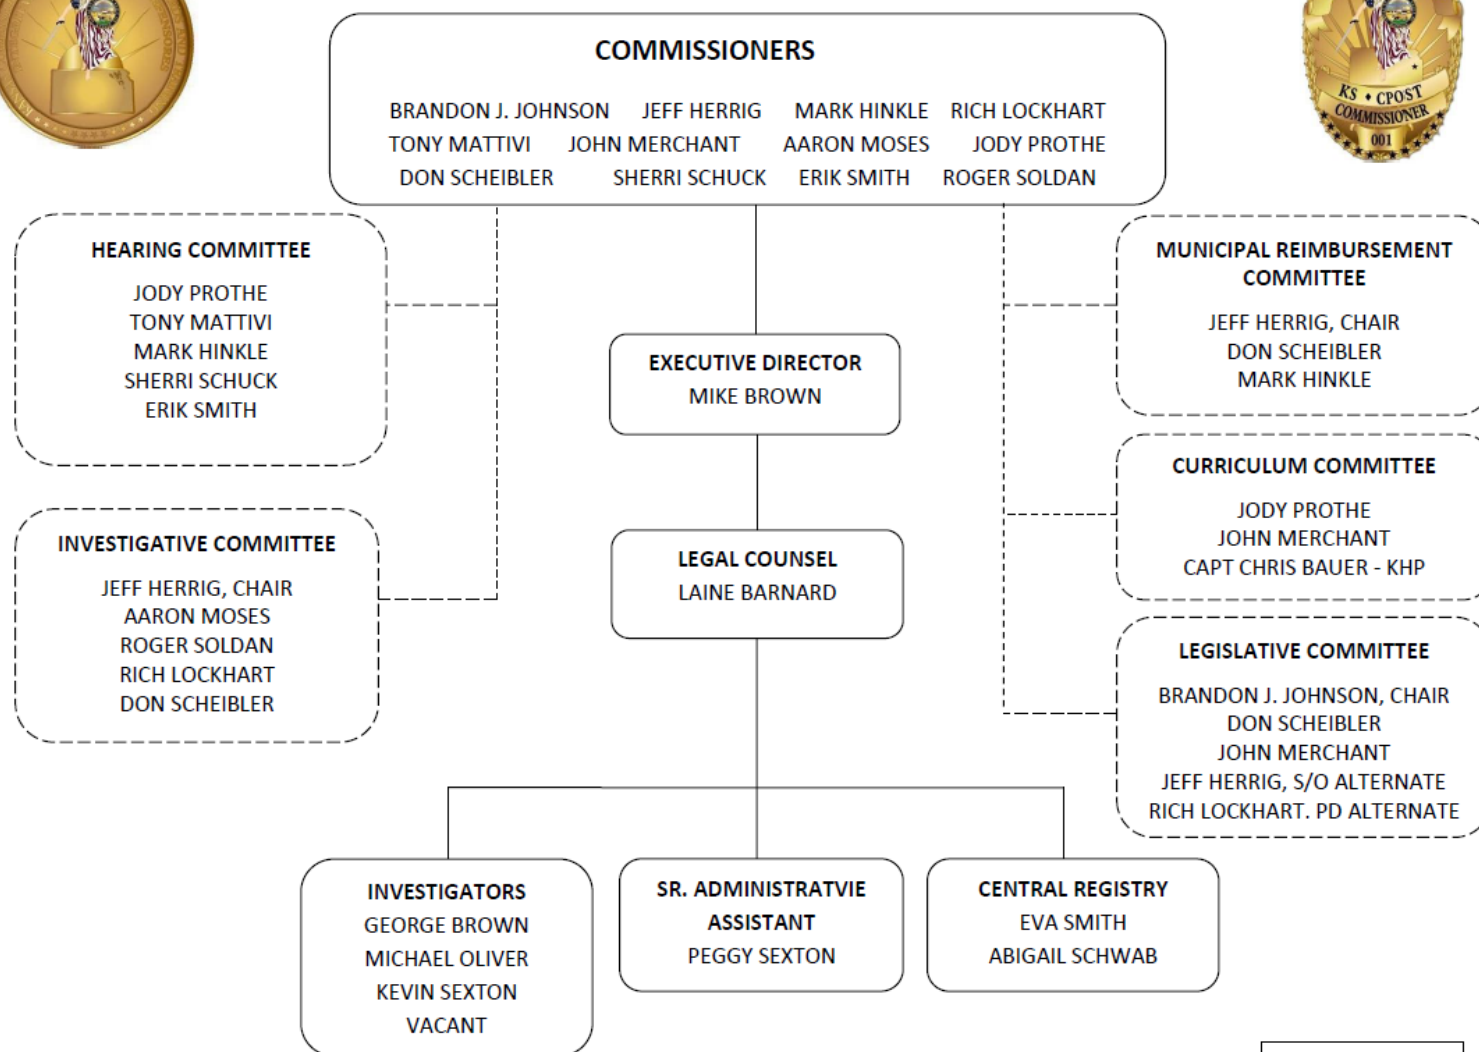 COMMISSIONERS
BRANDON J. JOHNSON JEFF HERRIG MARK HINKLE RICH LOCKHART
TONY MATTIVI JOHN MERCHANT AARON MOSES JODY PROTHE
DON SCHEIBLER SHERRI SCHUCK ERIK SMITH ROGER SOLDAN
KS • CPOST
COMMISSIONER
001
HEARING COMMITTEE
JODY PROTHE
TONY MATTIVI
MARK HINKLE
SHERRI SCHUCK
ERIK SMITH
INVESTIGATIVE COMMITTEE
JEFF HERRIG, CHAIR
AARON MOSES
ROGER SOLDAN
RICH LOCKHART
DON SCHEIBLER
EXECUTIVE DIRECTOR
MIKE BROWN
LEGAL COUNSEL
LAINE BARNARD
MUNICIPAL REIMBURSEMENT
COMMITTEE
JEFF HERRIG, CHAIR
DON SCHEIBLER
MARK HINKLE
CURRICULUM COMMITTEE
JODY PROTHE
JOHN MERCHANT
CAPT CHRIS BAUER - KHP
LEGISLATIVE COMMITTEE
BRANDON J. JOHNSON, CHAIR
DON SCHEIBLER
JOHN MERCHANT
JEFF HERRIG, S/O ALTERNATE
RICH LOCKHART. PD ALTERNATE
INVESTIGATORS
GEORGE BROWN
MICHAEL OLIVER
KEVIN SEXTON
VACANT
SR. ADMINISTRATVIE
ASSISTANT
PEGGY SEXTON
CENTRAL REGISTRY
EVA SMITH
ABIGAIL SCHWAB